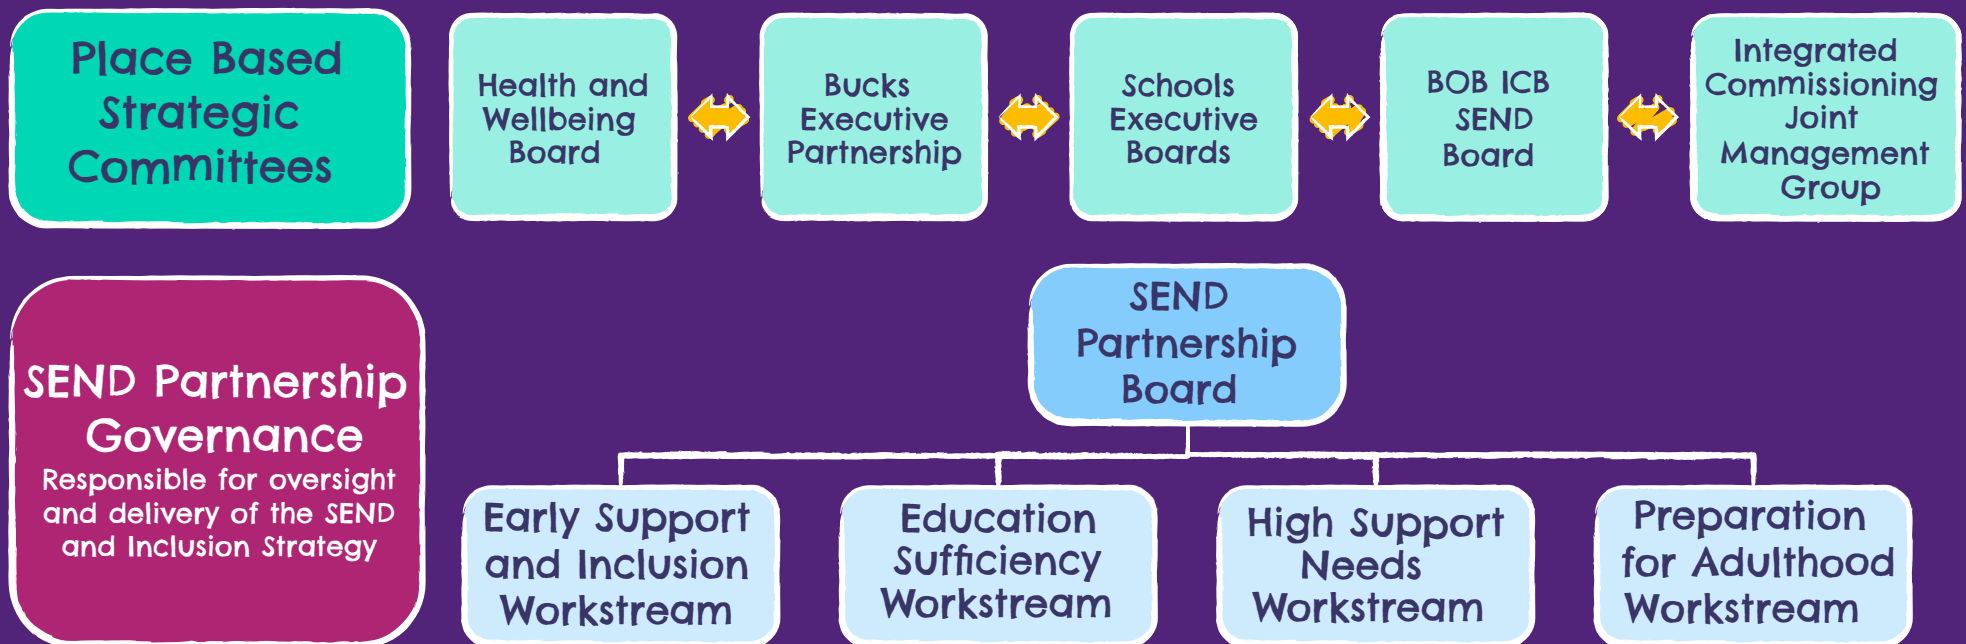 Place Based
Strategic
Committees
Health and
Wellbeing
Board
Bucks
Executive
Partnership
Schools
Executive
Boards
BOB ICB
SEND
Board
Integrated
Commissioning
Joint
Management
Group
SEND Partnership
Governance
Responsible for oversight
and delivery of the SEND
and Inclusion Strategy
SEND
Partnership
Board
Early Support
and Inclusion
Workstream
Education
Sufficiency
Workstream
High Support
Needs
Workstream
Preparation
for Adulthood
Workstream